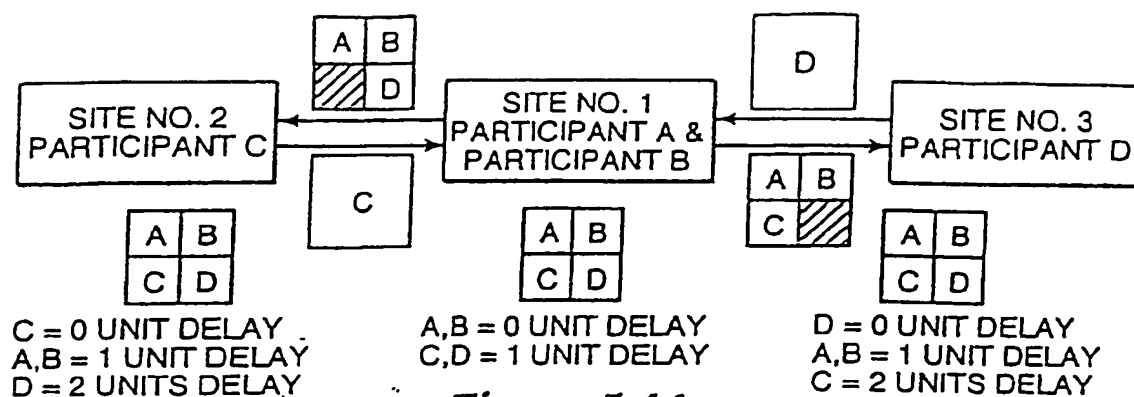 A B
D
D
SITE NO. 2
PARTICIPANT C
SITE NO. 1
PARTICIPANT A &
PARTICIPANT B
SITE NO. 3
PARTICIPANT D
C
A B
C
A B
C D
A B
C D
A B
C D
C = 0 UNIT DELAY
A,B = 1 UNIT DELAY
D = 2 UNITS DELAY
A,B = 0 UNIT DELAY
C,D = 1 UNIT DELAY
D = 0 UNIT DELAY
A,B = 1 UNIT DELAY
C = 2 UNITS DELAY